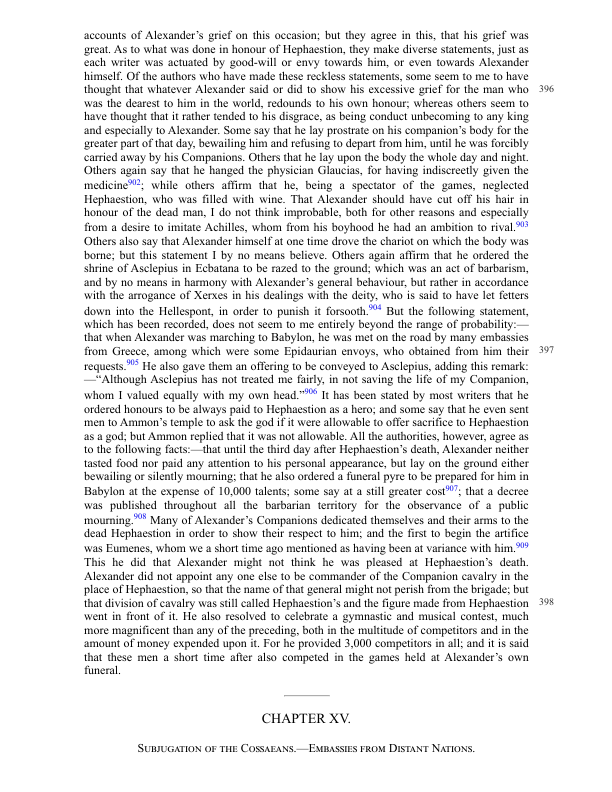 accounts of Alexander’s grief on this occasion; but they agree in this, that his grief was
great. As to what was done in honour of Hephaestion, they make diverse statements, just as
each writer was actuated by good-will or envy towards him, or even towards Alexander
himself. Of the authors who have made these reckless statements, some seem to me to have
thought that whatever Alexander said or did to show his excessive grief for the man who 396
was the dearest to him in the world, redounds to his own honour; whereas others seem to
have thought that it rather tended to his disgrace, as being conduct unbecoming to any king
and especially to Alexander. Some say that he lay prostrate on his companion’s body for the
greater part of that day, bewailing him and refusing to depart from him, until he was forcibly
carried away by his Companions. Others that he lay upon the body the whole day and night.
Others again say that he hanged the physician Glaucias, for having indiscreetly given the
medicine902; while others affirm that he, being a spectator of the games, neglected
Hephaestion, who was filled with wine. That Alexander should have cut off his hair in
honour of the dead man, I do not think improbable, both for other reasons and especially
from a desire to imitate Achilles, whom from his boyhood he had an ambition to rival.903
Others also say that Alexander himself at one time drove the chariot on which the body was
borne; but this statement I by no means believe. Others again affirm that he ordered the
shrine of Asclepius in Ecbatana to be razed to the ground; which was an act of barbarism,
and by no means in harmony with Alexander’s general behaviour, but rather in accordance
with the arrogance of Xerxes in his dealings with the deity, who is said to have let fetters
down into the Hellespont, in order to punish it forsooth.904 But the following statement,
which has been recorded, does not seem to me entirely beyond the range of probability:—
that when Alexander was marching to Babylon, he was met on the road by many embassies
from Greece, among which were some Epidaurian envoys, who obtained from him their 397
requests.905 He also gave them an offering to be conveyed to Asclepius, adding this remark:
—“Although Asclepius has not treated me fairly, in not saving the life of my Companion,
whom I valued equally with my own head.”906 It has been stated by most writers that he
ordered honours to be always paid to Hephaestion as a hero; and some say that he even sent
men to Ammon’s temple to ask the god if it were allowable to offer sacrifice to Hephaestion
as a god; but Ammon replied that it was not allowable. All the authorities, however, agree as
to the following facts:—that until the third day after Hephaestion’s death, Alexander neither
tasted food nor paid any attention to his personal appearance, but lay on the ground either
bewailing or silently mourning; that he also ordered a funeral pyre to be prepared for him in
Babylon at the expense of 10,000 talents; some say at a still greater cost907; that a decree
was published throughout all the barbarian territory for the observance of a public
mourning.908 Many of Alexander’s Companions dedicated themselves and their arms to the
dead Hephaestion in order to show their respect to him; and the first to begin the artifice
was Eumenes, whom we a short time ago mentioned as having been at variance with him.909
This he did that Alexander might not think he was pleased at Hephaestion’s death.
Alexander did not appoint any one else to be commander of the Companion cavalry in the
place of Hephaestion, so that the name of that general might not perish from the brigade; but
that division of cavalry was still called Hephaestion’s and the figure made from Hephaestion 398
went in front of it. He also resolved to celebrate a gymnastic and musical contest, much
more magnificent than any of the preceding, both in the multitude of competitors and in the
amount of money expended upon it. For he provided 3,000 competitors in all; and it is said
that these men a short time after also competed in the games held at Alexander’s own
funeral.
CHAPTER XV.
Subjugation of the Cossaeans.—Embassies from Distant Nations.